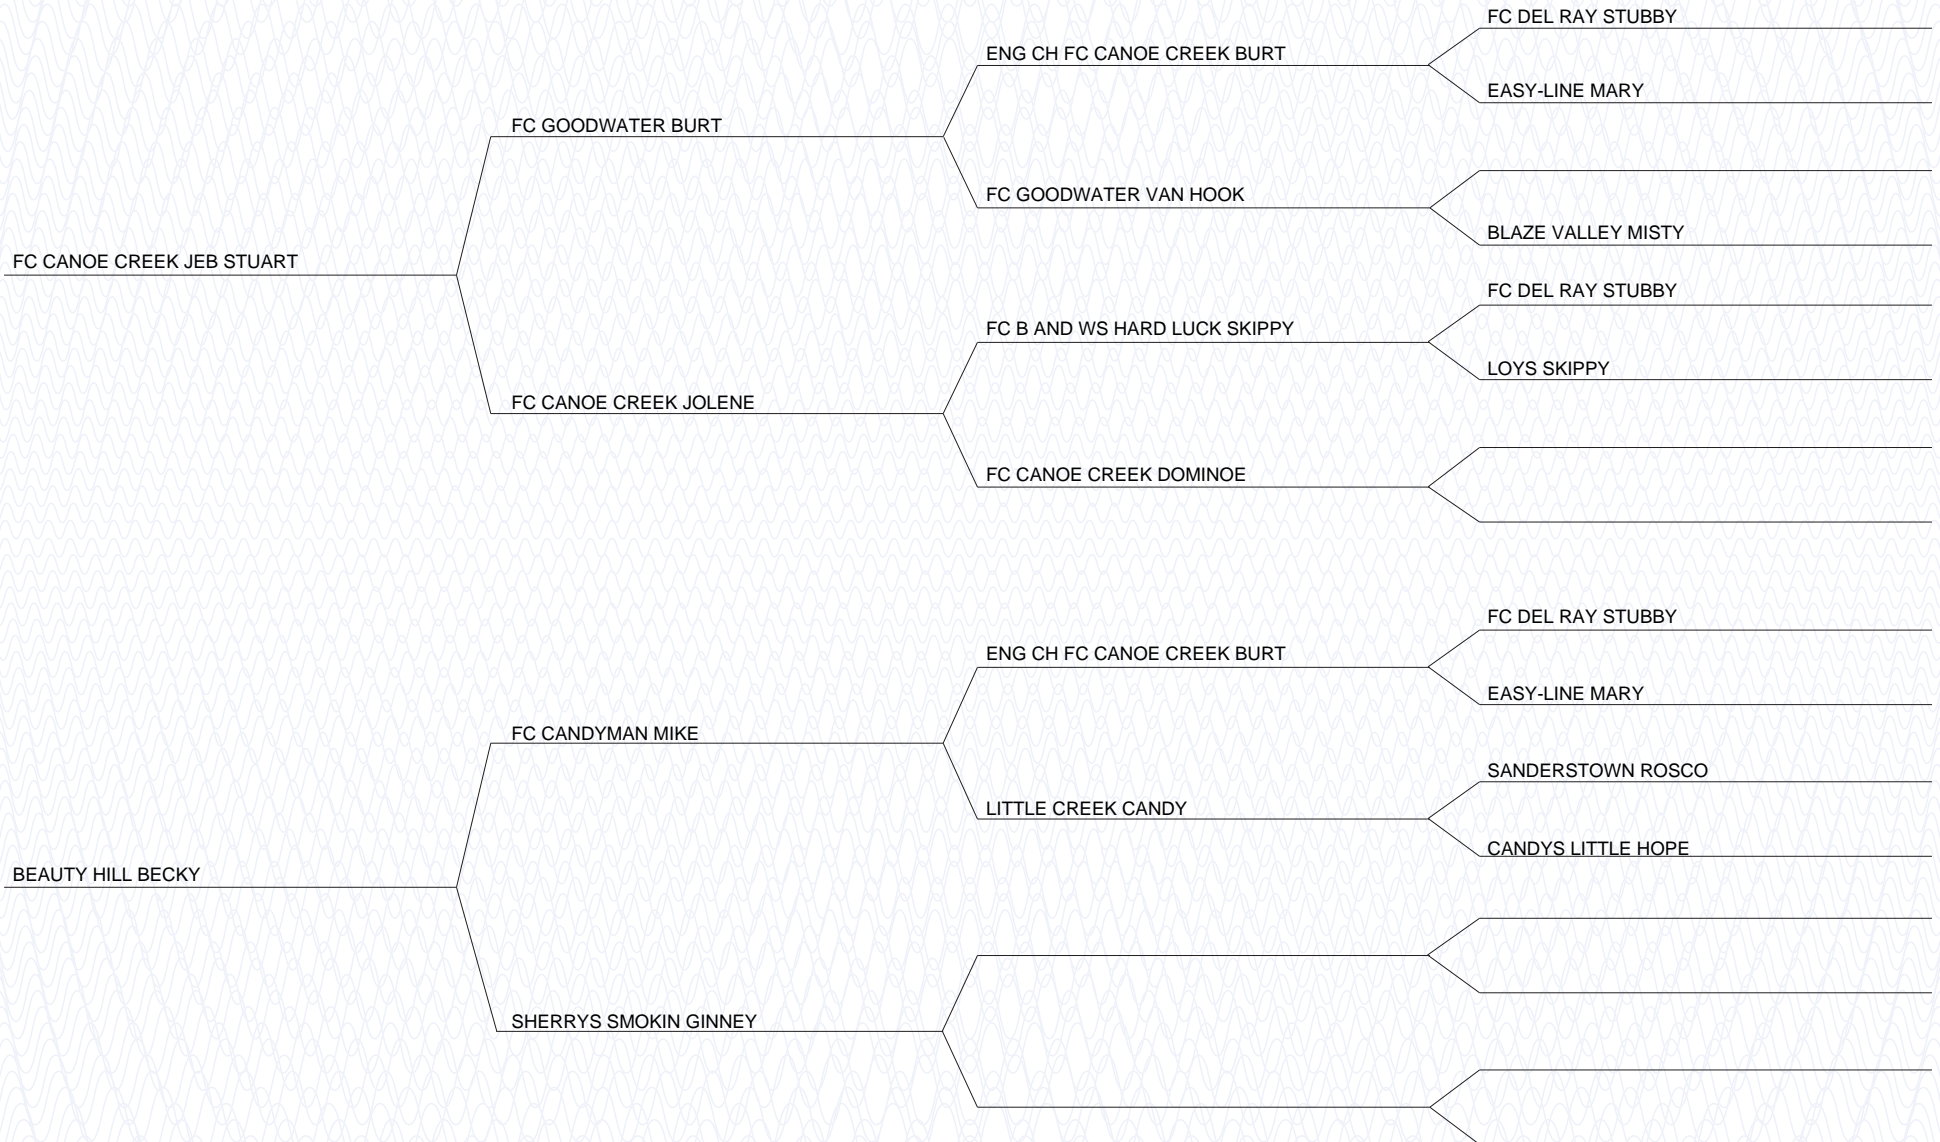 FC DEL RAY STUBBY
ENG CH FC CANOE CREEK BURT
EASY-LINE MARY
FC GOODWATER BURT
FC GOODWATER VAN HOOK
BLAZE VALLEY MISTY
FC CANOE CREEK JEB STUART
FC DEL RAY STUBBY
FC B AND WS HARD LUCK SKIPPY
LOYS SKIPPY
FC CANOE CREEK JOLENE
FC CANOE CREEK DOMINOE
FC DEL RAY STUBBY
ENG CH FC CANOE CREEK BURT
EASY-LINE MARY
FC CANDYMAN MIKE
SANDERSTOWN ROSCO
LITTLE CREEK CANDY
CANDYS LITTLE HOPE
BEAUTY HILL BECKY
SHERRYS SMOKIN GINNEY